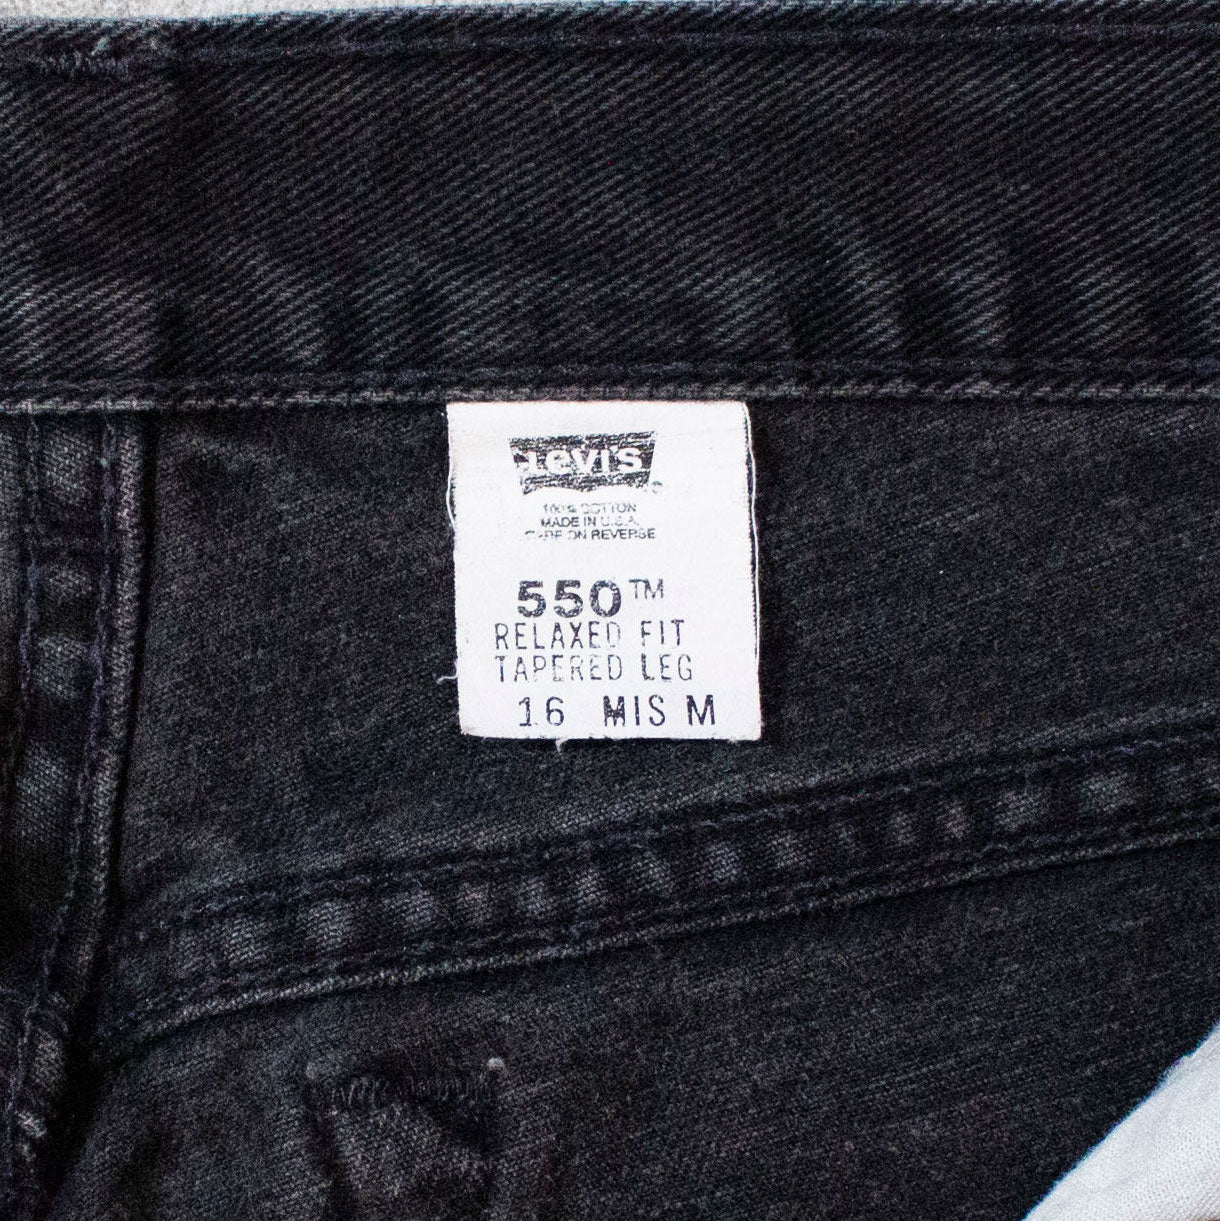 Levi's
100% COTTON
MADE IN U.S.A.
CARE ON REVERSE
550™
RELAXED FIT
TAPERED LEG
16 MIS M